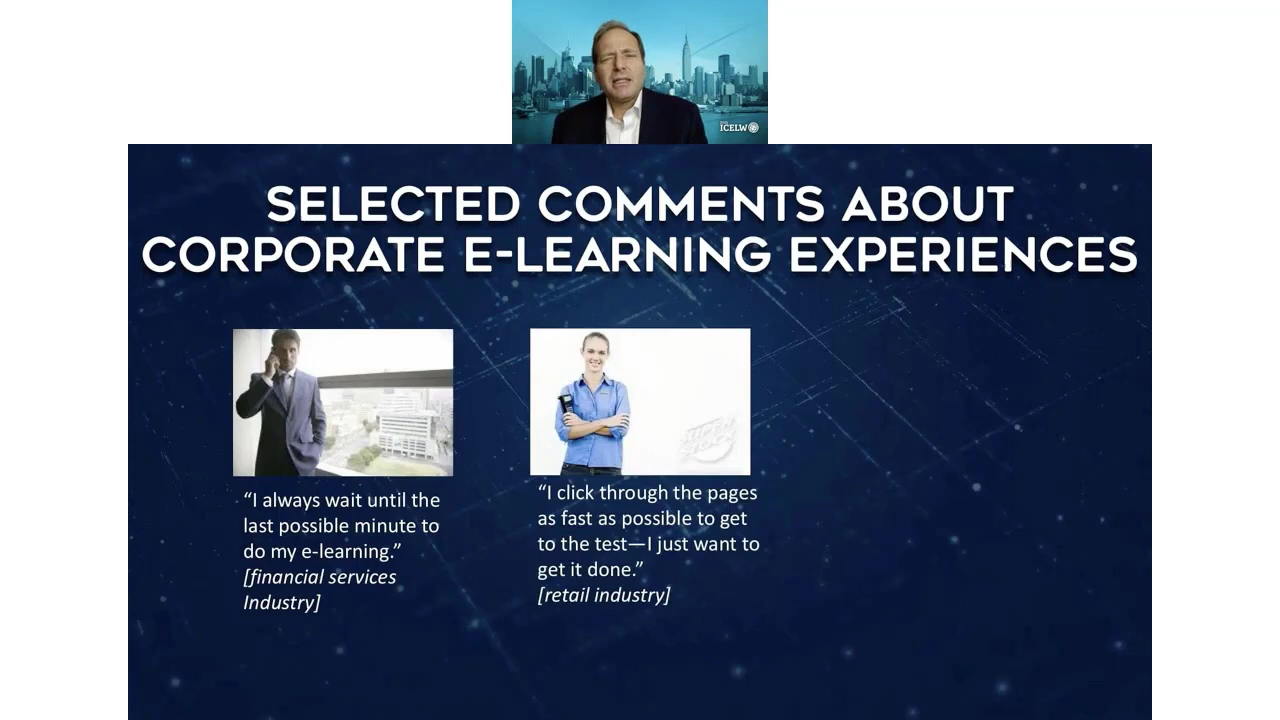 ICELW
SELECTED COMMENTS ABOUT
CORPORATE E-LEARNING EXPERIENCES
“I always wait until the
last possible minute to
do my e-learning.”
[financial services
Industry]
“I click through the pages
as fast as possible to get
to the test—I just want to
get it done.”
[retail industry]